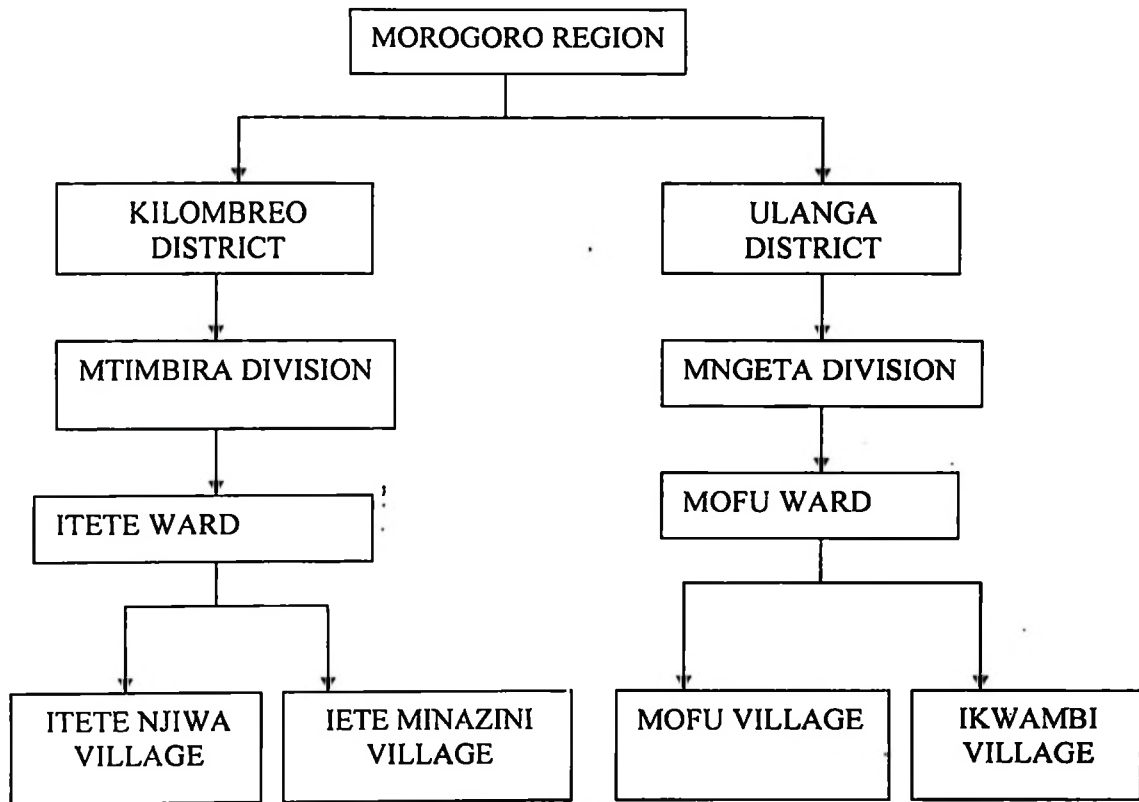 MOROGORO REGION
KILOMBREO
DISTRICT
ULANGA
DISTRICT
MTIMBIRA DIVISION
MNGETA DIVISION
ITETE WARD
MOFU WARD
ITETE NJIWA
VILLAGE
IETE MINAZINI
VILLAGE
MOFU VILLAGE
IKWAMBI
VILLAGE